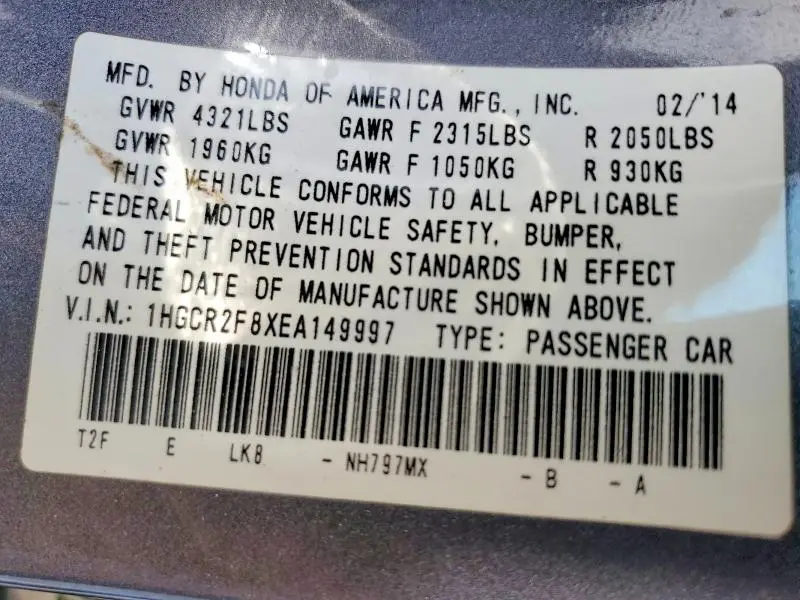 MFD. BY HONDA OF AMERICA MFG., INC. 02/'14
GVWR 4321LBS GAWR F 2315LBS R 2050LBS
GVWR 1960KG GAWR F 1050KG R 930KG
THIS VEHICLE CONFORMS TO ALL APPLICABLE
FEDERAL MOTOR VEHICLE SAFETY, BUMPER,
AND THEFT PREVENTION STANDARDS IN EFFECT
ON THE DATE OF MANUFACTURE SHOWN ABOVE.
V.I.N.: 1HGCR2F8XEA149997 TYPE: PASSENGER CAR
T2F E LK8 - NH797MX - B - A